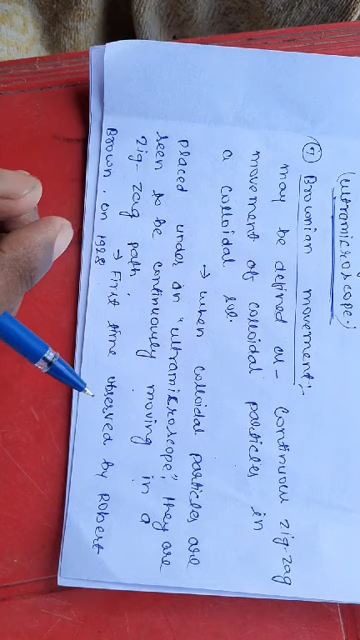 (ultramicroscope.)
⑦ Brownian movement:-
may be defined as- continuous zig-zag
movement of colloidal particles in
a colloidal sol.
→ when colloidal particles are
placed under an "ultramicroscope", they are
seen to be continuously moving in a
zig-zag path.
→ First time observed by Robert
Brown. on 1928